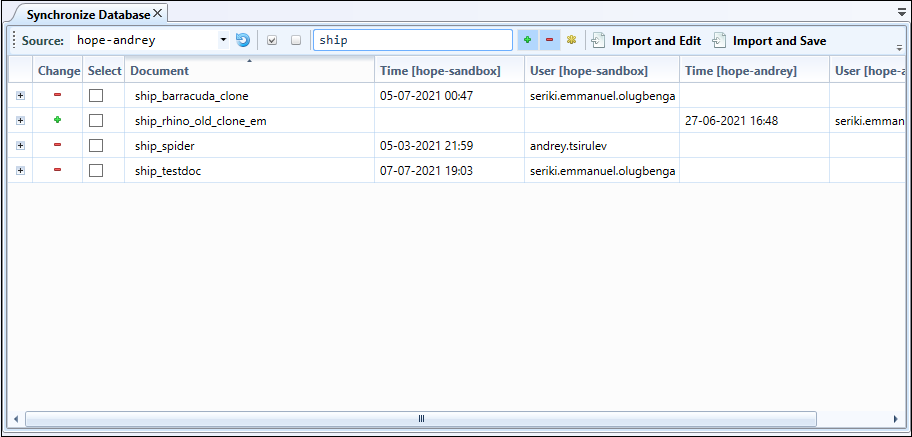 Synchronize Database
Source: hope-andrey ship Import and Edit Import and Save
Change Select Document Time [hope-sandbox] User [hope-sandbox] Time [hope-andrey] User [hope-a
ship_barracuda_clone 05-07-2021 00:47 seriki.emmanuel.olugbenga
ship_rhino_old_clone_em 27-06-2021 16:48 seriki.emman
ship_spider 05-03-2021 21:59 andrey.tsirulev
ship_testdoc 07-07-2021 19:03 seriki.emmanuel.olugbenga